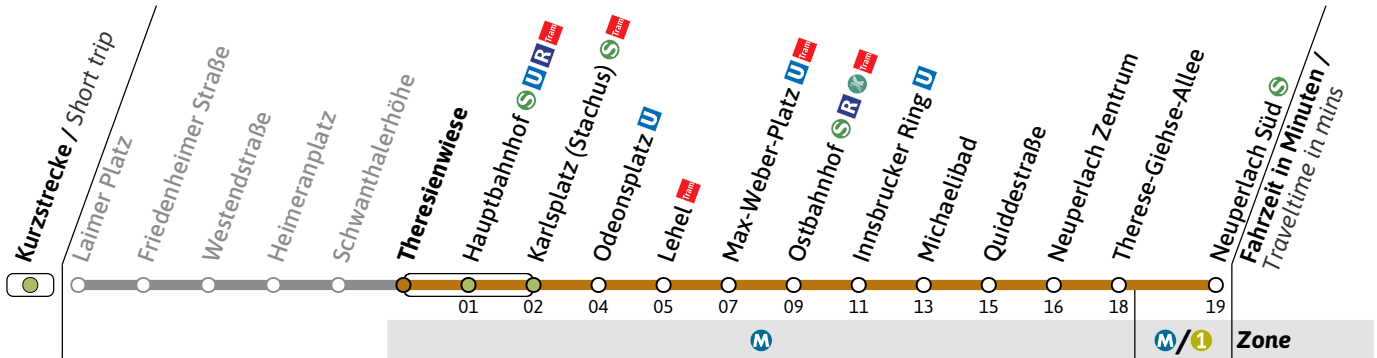 Kurzstrecke / Short trip
Laimer Platz
Friedenheimer Straße
Westendstraße
Heimeranplatz
Schwanthalerhöhe
Theresienwiese
Hauptbahnhof S U R Tram
Karlsplatz (Stachus) S Tram
Odeonsplatz U
Lehel Tram
Max-Weber-Platz U Tram
Ostbahnhof S R X Tram
Innsbrucker Ring U
Michaelibad
Quiddestraße
Neuperlach Zentrum
Therese-Giehse-Allee
Neuperlach Süd S
Fahrzeit in Minuten /
Traveltime in mins
01 02 04 05 07 09 11 13 15 16 18 19
M M/1 Zone